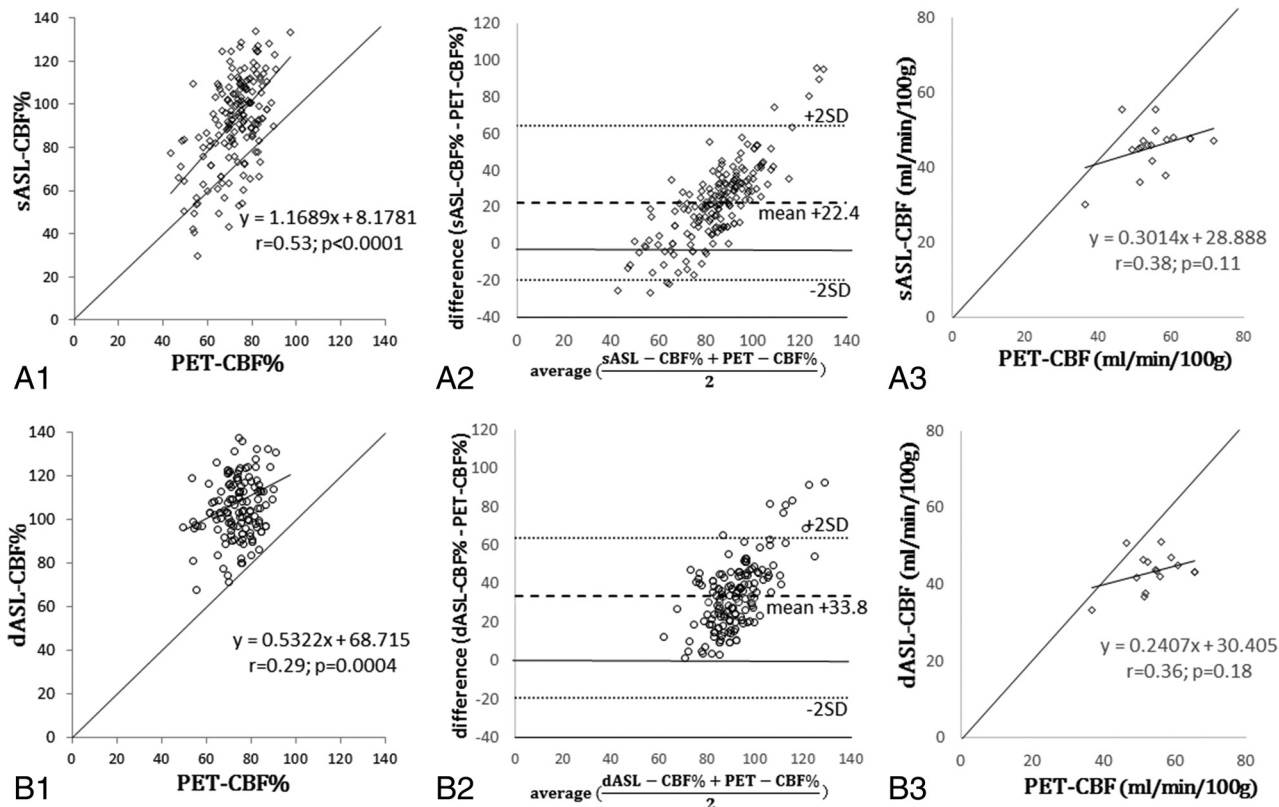 140
120
100
80
60
40
20
0
0 20 40 60 80 100 120 140
sASL-CBF%
PET-CBF%
y = 1.1689x + 8.1781
r=0.53; p<0.0001
A1
120
100
80
60
40
20
0
-20
-40
0 20 40 60 80 100 120 140
difference (sASL-CBF% - PET-CBF%)
+2SD
mean +22.4
-2SD
average (sASL − CBF% + PET − CBF%
2)
A2
80
60
40
20
0
0 20 40 60 80
sASL-CBF (ml/min/100g)
PET-CBF (ml/min/100g)
y = 0.3014x + 28.888
r=0.38; p=0.11
A3
140
120
100
80
60
40
20
0
0 20 40 60 80 100 120 140
dASL-CBF%
PET-CBF%
y = 0.5322x + 68.715
r=0.29; p=0.0004
B1
120
100
80
60
40
20
0
-20
-40
0 20 40 60 80 100 120 140
difference (dASL-CBF% - PET-CBF%)
+2SD
mean +33.8
-2SD
average (dASL − CBF% + PET − CBF%
2)
B2
80
60
40
20
0
0 20 40 60 80
dASL-CBF (ml/min/100g)
PET-CBF (ml/min/100g)
y = 0.2407x + 30.405
r=0.36; p=0.18
B3